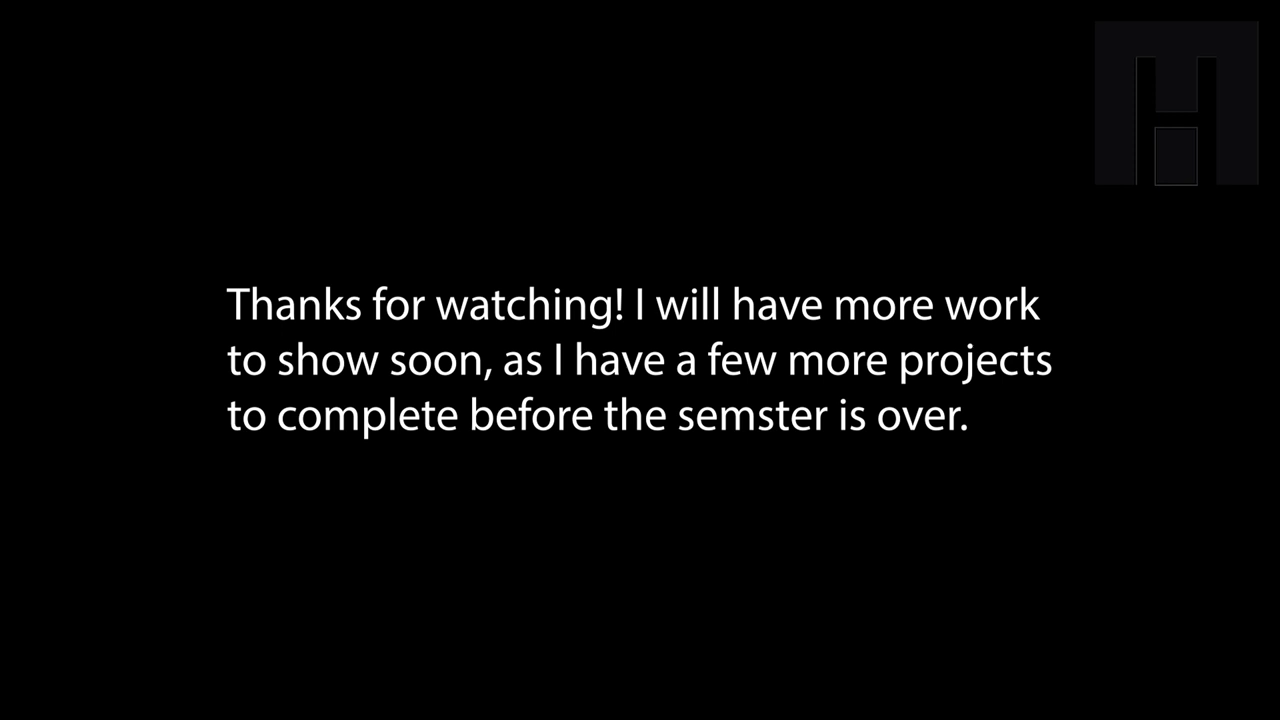 Thanks for watching! I will have more work
to show soon, as I have a few more projects
to complete before the semster is over.